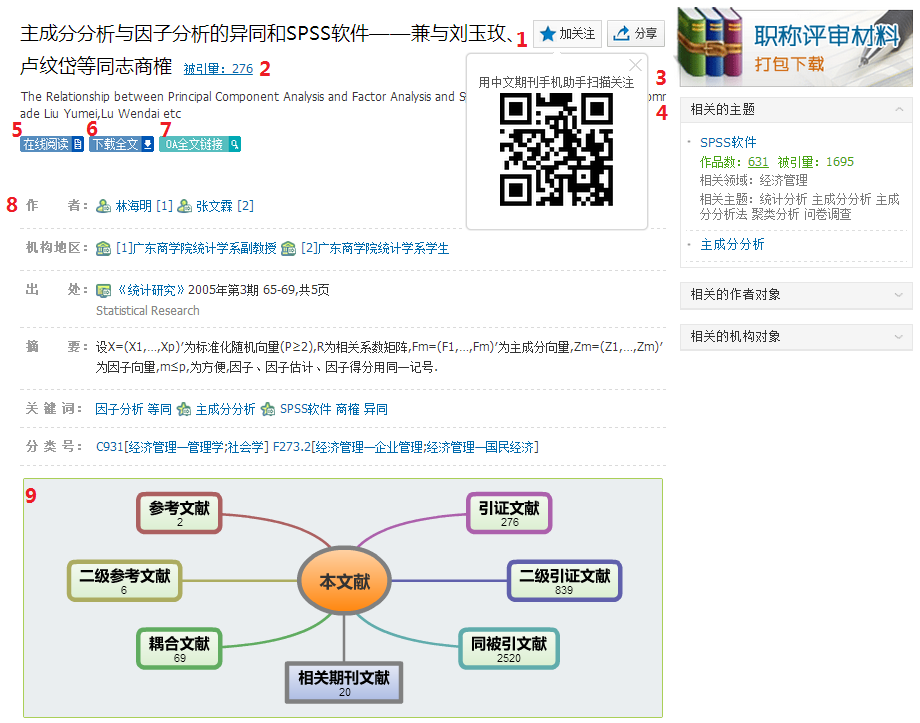 主成分分析与因子分析的异同和SPSS软件——兼与刘玉玫、
1
加关注
分享
卢纹岱等同志商榷 被引量：276 2
用中文期刊手机助手扫描关注
3
The Relationship between Principal Component Analysis and Factor Analysis and S
omr
ade Liu Yumei,Lu Wendai etc
4
5 6 7
在线阅读 下载全文 OA全文链接
8 作 者： 林海明 [1] 张文霖 [2]
机构地区： [1]广东商学院统计学系副教授 [2]广东商学院统计学系学生
出 处： 《统计研究》2005年第3期 65-69,共5页
Statistical Research
摘 要： 设X=(X1,…,Xp)′为标准化随机向量(P≥2),R为相关系数矩阵,Fm=(F1,…,Fm)′为主成分向量,Zm=(Z1,…,Zm)′
为因子向量,m≤p,为方便,因子、因子估计、因子得分用同一记号.
关 键 词： 因子分析 等同 主成分分析 SPSS软件 商榷 异同
分 类 号： C931[经济管理—管理学;社会学] F273.2[经济管理—企业管理;经济管理—国民经济]
9
参考文献
2
引证文献
276
二级参考文献
6
本文献
二级引证文献
839
耦合文献
69
同被引文献
2520
相关期刊文献
20
职称评审材料
打包下载
相关的主题
SPSS软件
作品数：631 被引量：1695
相关领域：经济管理
相关主题：统计分析 主成分分析 主成
分分析法 聚类分析 问卷调查
主成分分析
相关的作者对象
相关的机构对象